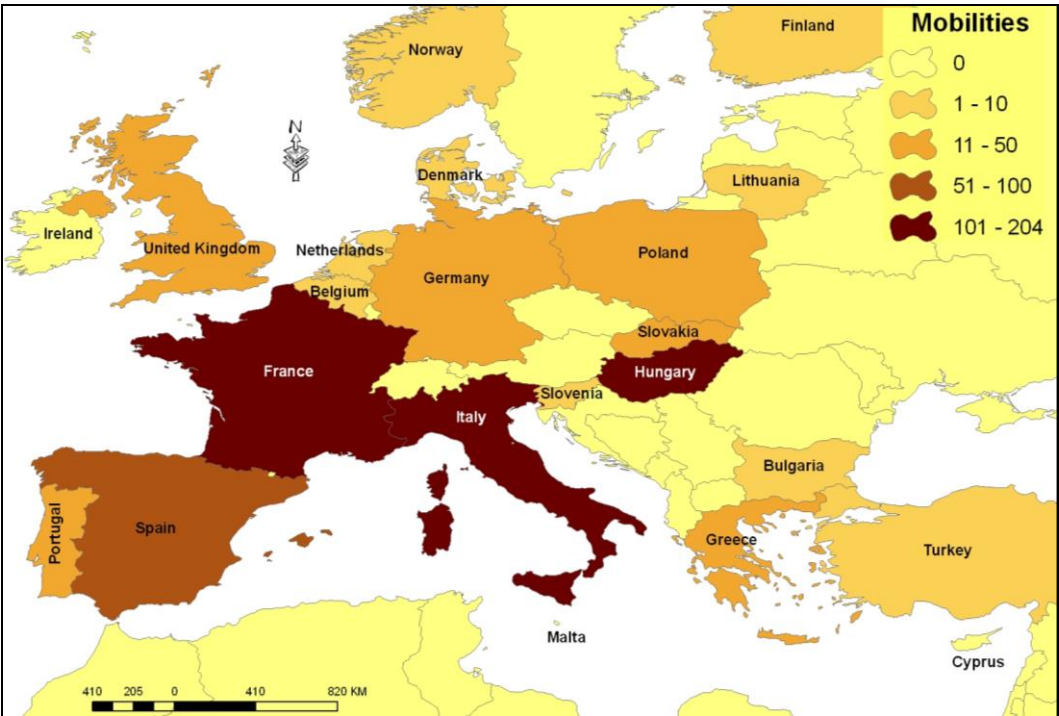 Mobilities
0
1 - 10
11 - 50
51 - 100
101 - 204
Finland
Norway
N
Denmark
Lithuania
Ireland
United Kingdom
Netherlands
Poland
Germany
Belgium
Slovakia
France
Hungary
Slovenia
Italy
Bulgaria
Spain
Portugal
Greece
Turkey
Malta
Cyprus
410 205 0 410 820 KM